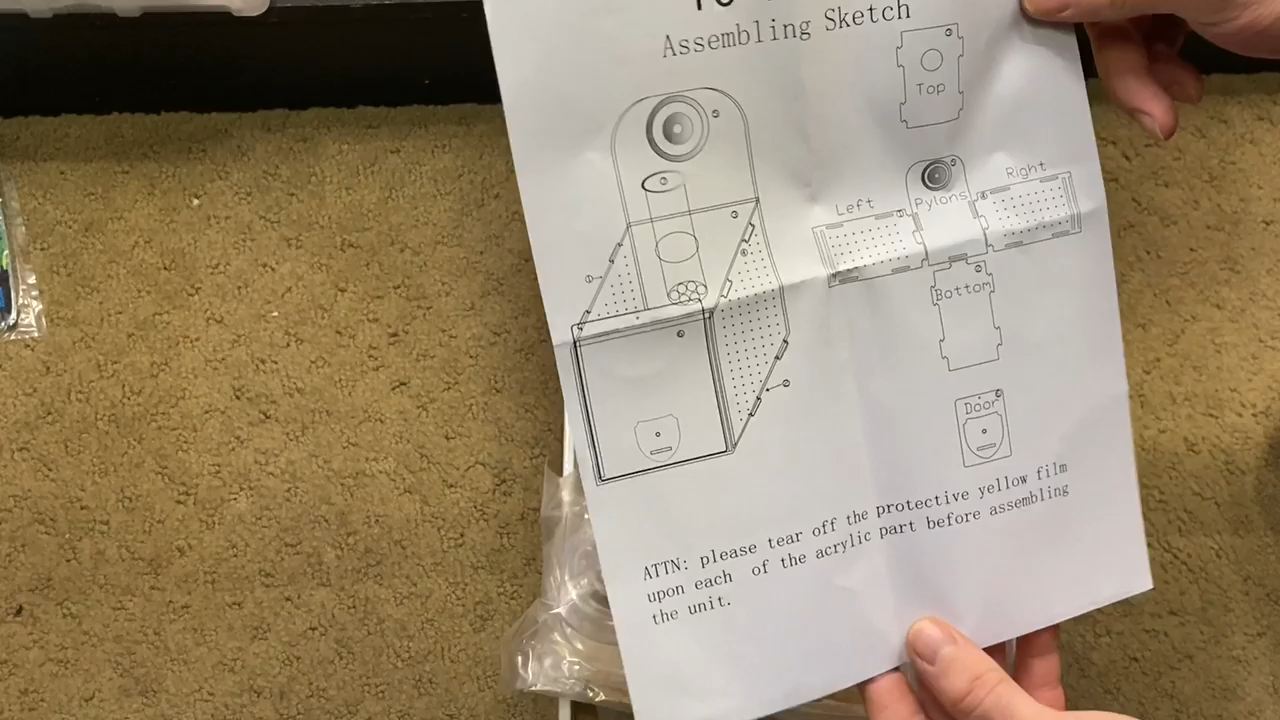 Assembling Sketch
Top
Left
Pylons
Right
Bottom
Door
ATTN: please tear off the protective yellow film
upon each of the acrylic part before assembling
the unit.